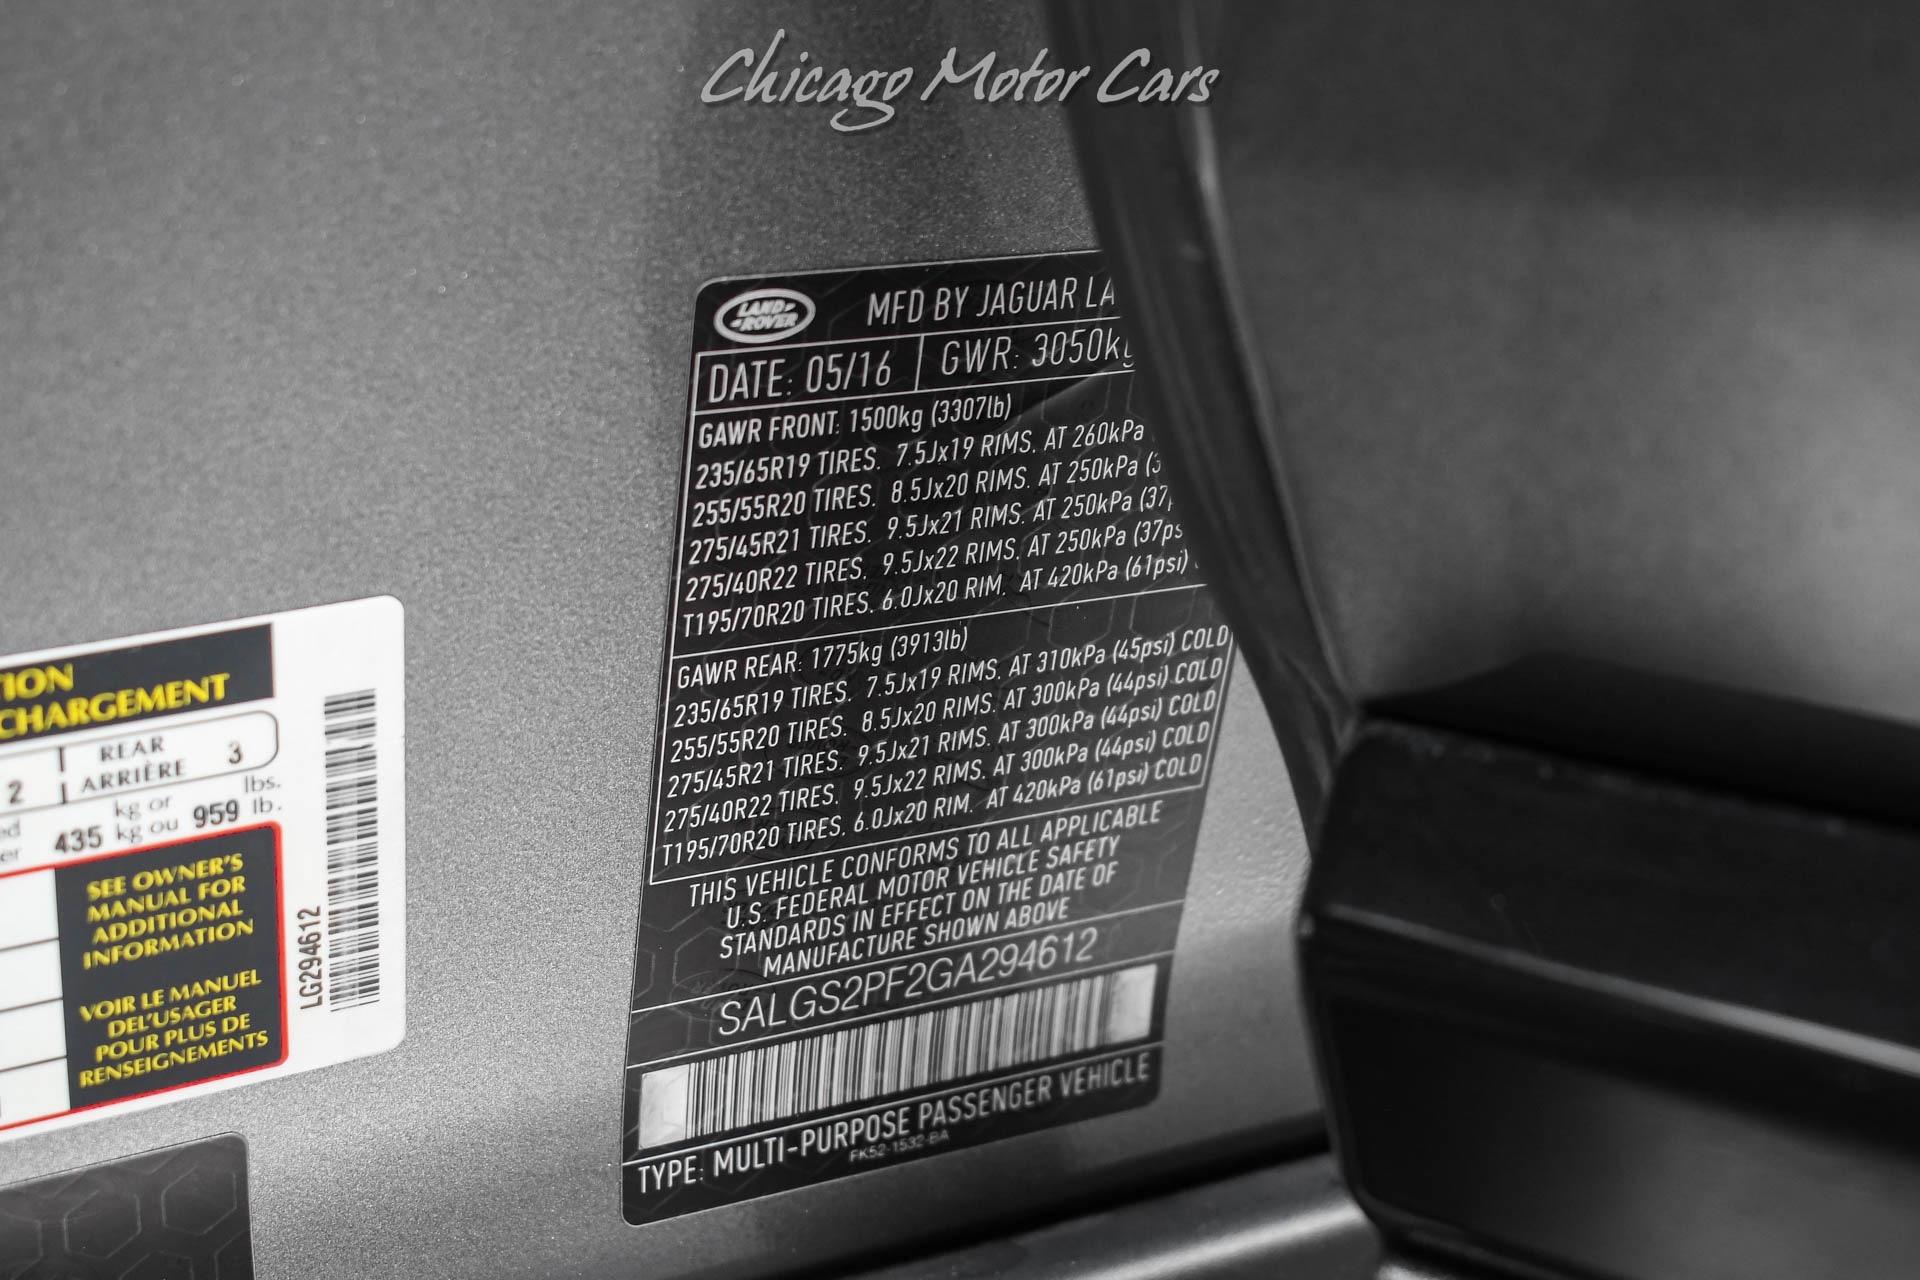 Chicago Motor Cars
LAND-
-ROVER
MFD BY JAGUAR LA
DATE: 05/16
GWR: 3050kg
GAWR FRONT: 1500kg (3307lb)
235/65R19 TIRES. 7.5Jx19 RIMS. AT 260kPa
255/55R20 TIRES. 8.5Jx20 RIMS. AT 250kPa (3
275/45R21 TIRES. 9.5Jx21 RIMS. AT 250kPa (37p
275/40R22 TIRES. 9.5Jx22 RIMS. AT 250kPa (37ps
T195/70R20 TIRES. 6.0Jx20 RIM. AT 420kPa (61psi)
GAWR REAR: 1775kg (3913lb)
235/65R19 TIRES. 7.5Jx19 RIMS. AT 310kPa (45psi) COLD
255/55R20 TIRES. 8.5Jx20 RIMS. AT 300kPa (44psi) COLD
275/45R21 TIRES. 9.5Jx21 RIMS. AT 300kPa (44psi) COLD
275/40R22 TIRES. 9.5Jx22 RIMS. AT 300kPa (44psi) COLD
T195/70R20 TIRES. 6.0Jx20 RIM. AT 420kPa (61psi) COLD
THIS VEHICLE CONFORMS TO ALL APPLICABLE
U.S. FEDERAL MOTOR VEHICLE SAFETY
STANDARDS IN EFFECT ON THE DATE OF
MANUFACTURE SHOWN ABOVE
SALGS2PF2GA294612
TYPE: MULTI-PURPOSE PASSENGER VEHICLE
FK52-1532-BA
TION
CHARGEMENT
2
REAR
ARRIÈRE
3
ed
er
435
kg or
kg ou
959
lbs.
lb.
SEE OWNER'S
MANUAL FOR
ADDITIONAL
INFORMATION
VOIR LE MANUEL
DEL'USAGER
POUR PLUS DE
RENSEIGNEMENTS
LG294612